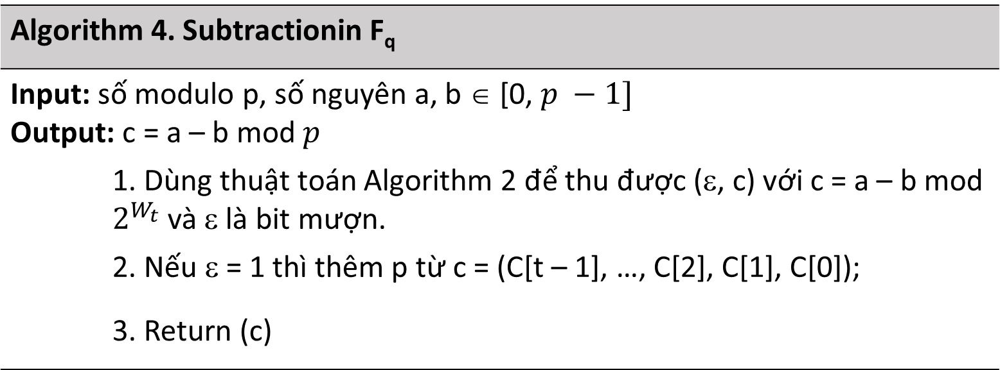 Algorithm 4. Subtractionin F_q
Input: số modulo p, số nguyên a, b ∈ [0, p − 1]
Output: c = a – b mod p
1. Dùng thuật toán Algorithm 2 để thu được (ε, c) với c = a – b mod
2^{W_t} và ε là bit mượn.
2. Nếu ε = 1 thì thêm p từ c = (C[t – 1], …, C[2], C[1], C[0]);
3. Return (c)